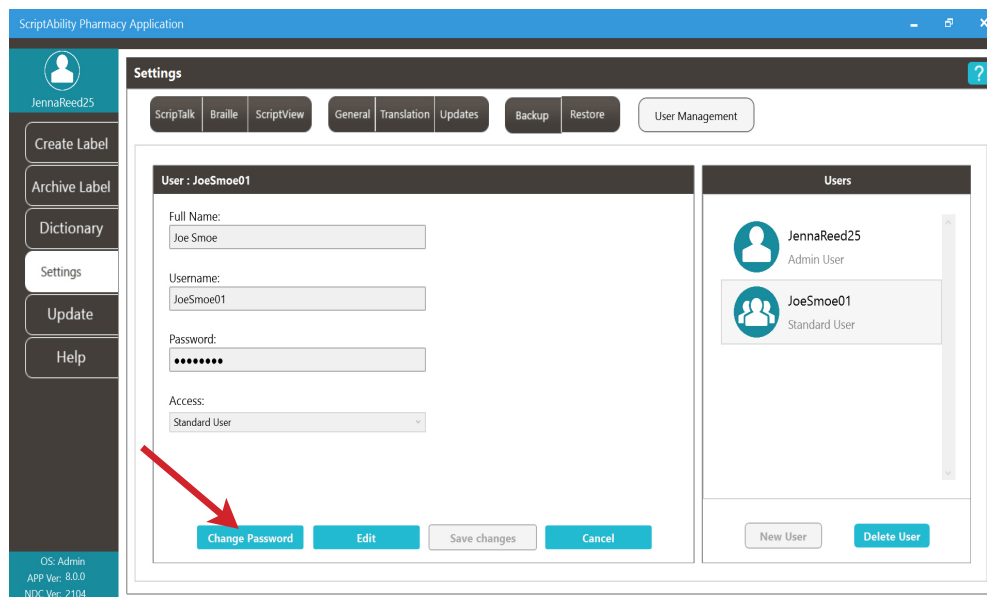 ScriptAbility Pharmacy Application
JennaReed25
Create Label
Archive Label
Dictionary
Settings
Update
Help
OS: Admin
APP Ver: 8.0.0
NDC Ver: 2104
Settings
?
ScripTalk Braille ScriptView General Translation Updates Backup Restore User Management
User : JoeSmoe01
Full Name:
Joe Smoe
Username:
JoeSmoe01
Password:
••••••••
Access:
Standard User
Change Password Edit Save changes Cancel
Users
JennaReed25
Admin User
JoeSmoe01
Standard User
New User Delete User